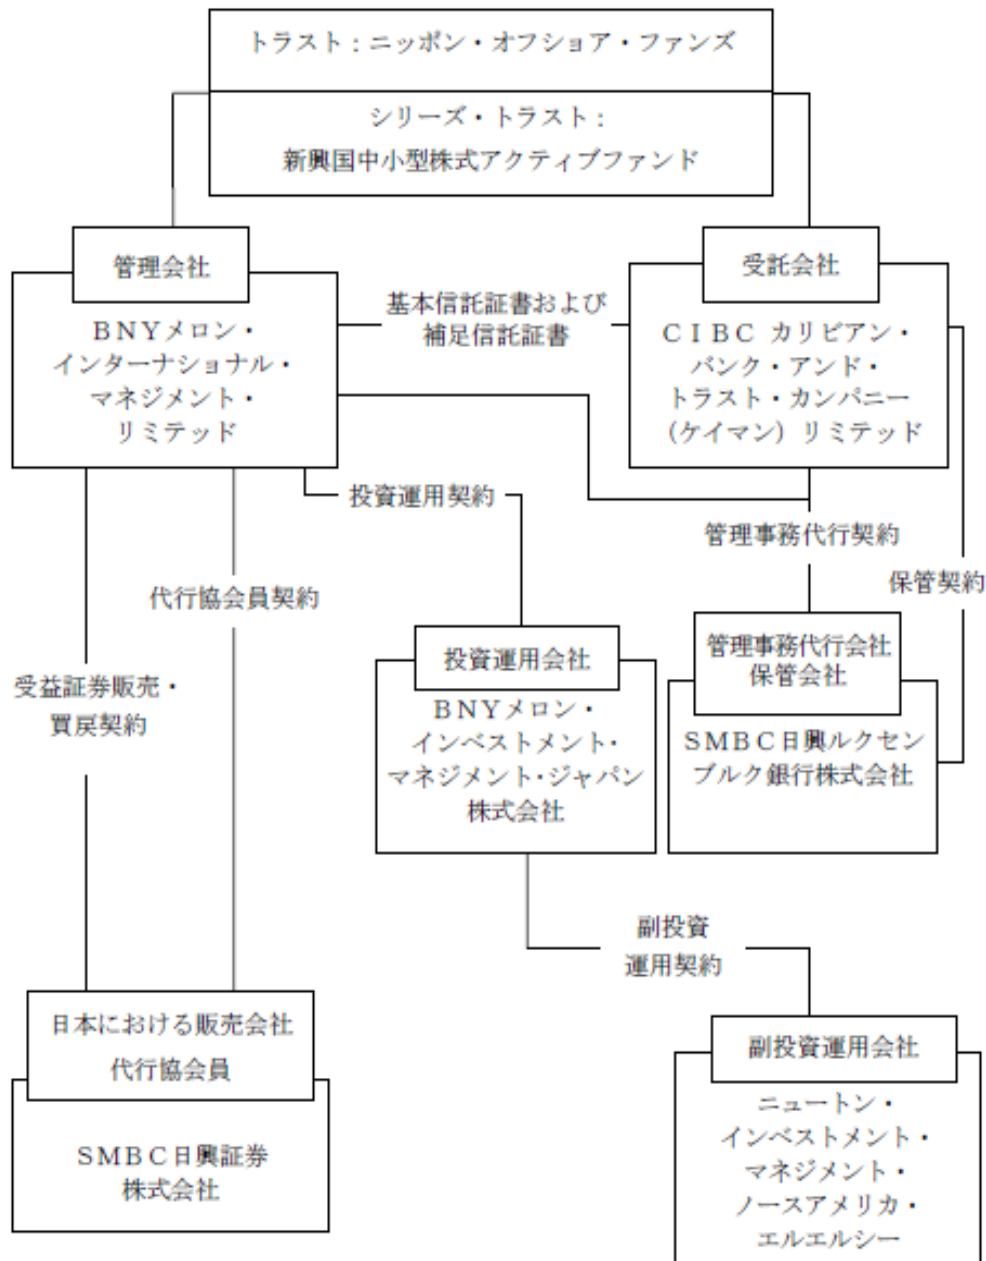 トラスト：ニッポン・オフショア・ファンズ
シリーズ・トラスト：
新興国中小型株式アクティブファンド
管理会社
ＢＮＹメロン・
インターナショナル・
マネジメント・
リミテッド
基本信託証書および
補足信託証書
受託会社
ＣＩＢＣ カリビアン・
バンク・アンド・
トラスト・カンパニー
（ケイマン）リミテッド
投資運用契約
管理事務代行契約
保管契約
代行協会員契約
受益証券販売・
買戻契約
投資運用会社
ＢＮＹメロン・
インベストメント・
マネジメント・ジャパン
株式会社
管理事務代行会社
保管会社
ＳＭＢＣ日興ルクセン
ブルク銀行株式会社
副投資
運用契約
日本における販売会社
代行協会員
ＳＭＢＣ日興証券
株式会社
副投資運用会社
ニュートン・
インベストメント・
マネジメント・
ノースアメリカ・
エルエルシー